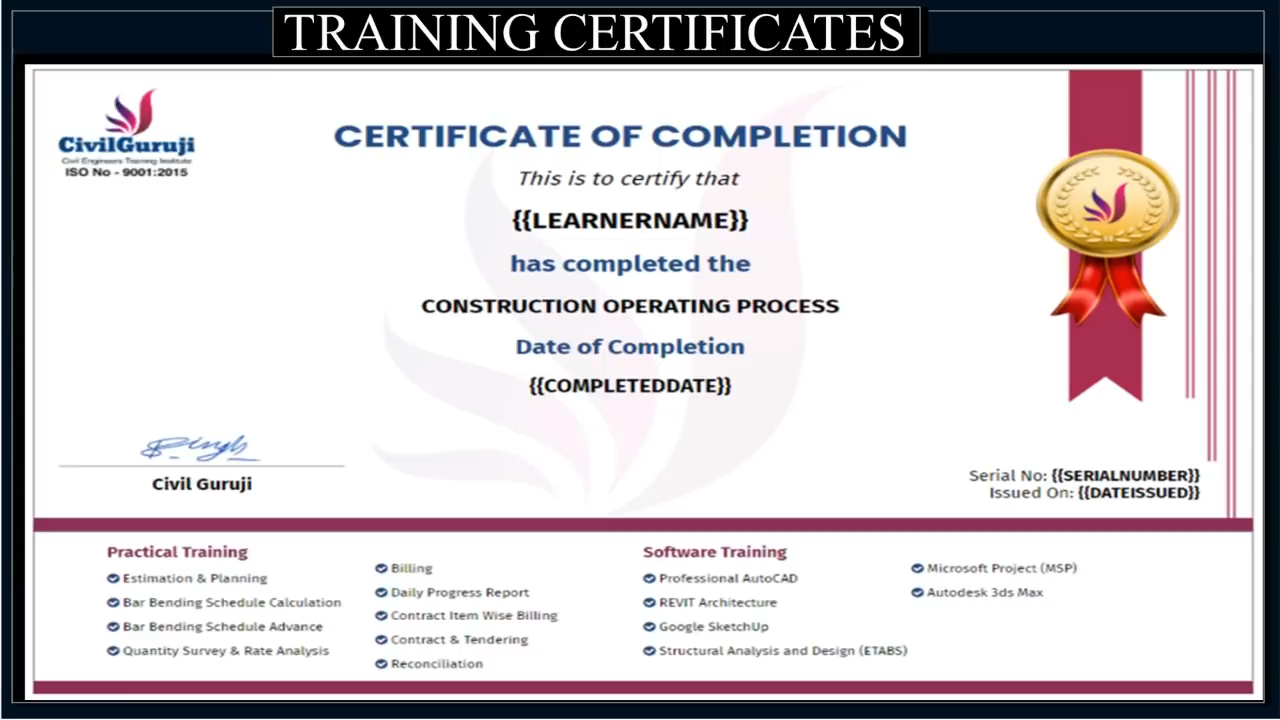 TRAINING CERTIFICATES
CivilGuruji
Civil Engineers Training Institute
ISO No - 9001:2015
CERTIFICATE OF COMPLETION
This is to certify that
{{LEARNERNAME}}
has completed the
CONSTRUCTION OPERATING PROCESS
Date of Completion
{{COMPLETEDDATE}}
Singh
Civil Guruji
Serial No: {{SERIALNUMBER}}
Issued On: {{DATEISSUED}}
Practical Training
Estimation & Planning
Bar Bending Schedule Calculation
Bar Bending Schedule Advance
Quantity Survey & Rate Analysis
Billing
Daily Progress Report
Contract Item Wise Billing
Contract & Tendering
Reconciliation
Software Training
Professional AutoCAD
REVIT Architecture
Google SketchUp
Structural Analysis and Design (ETABS)
Microsoft Project (MSP)
Autodesk 3ds Max